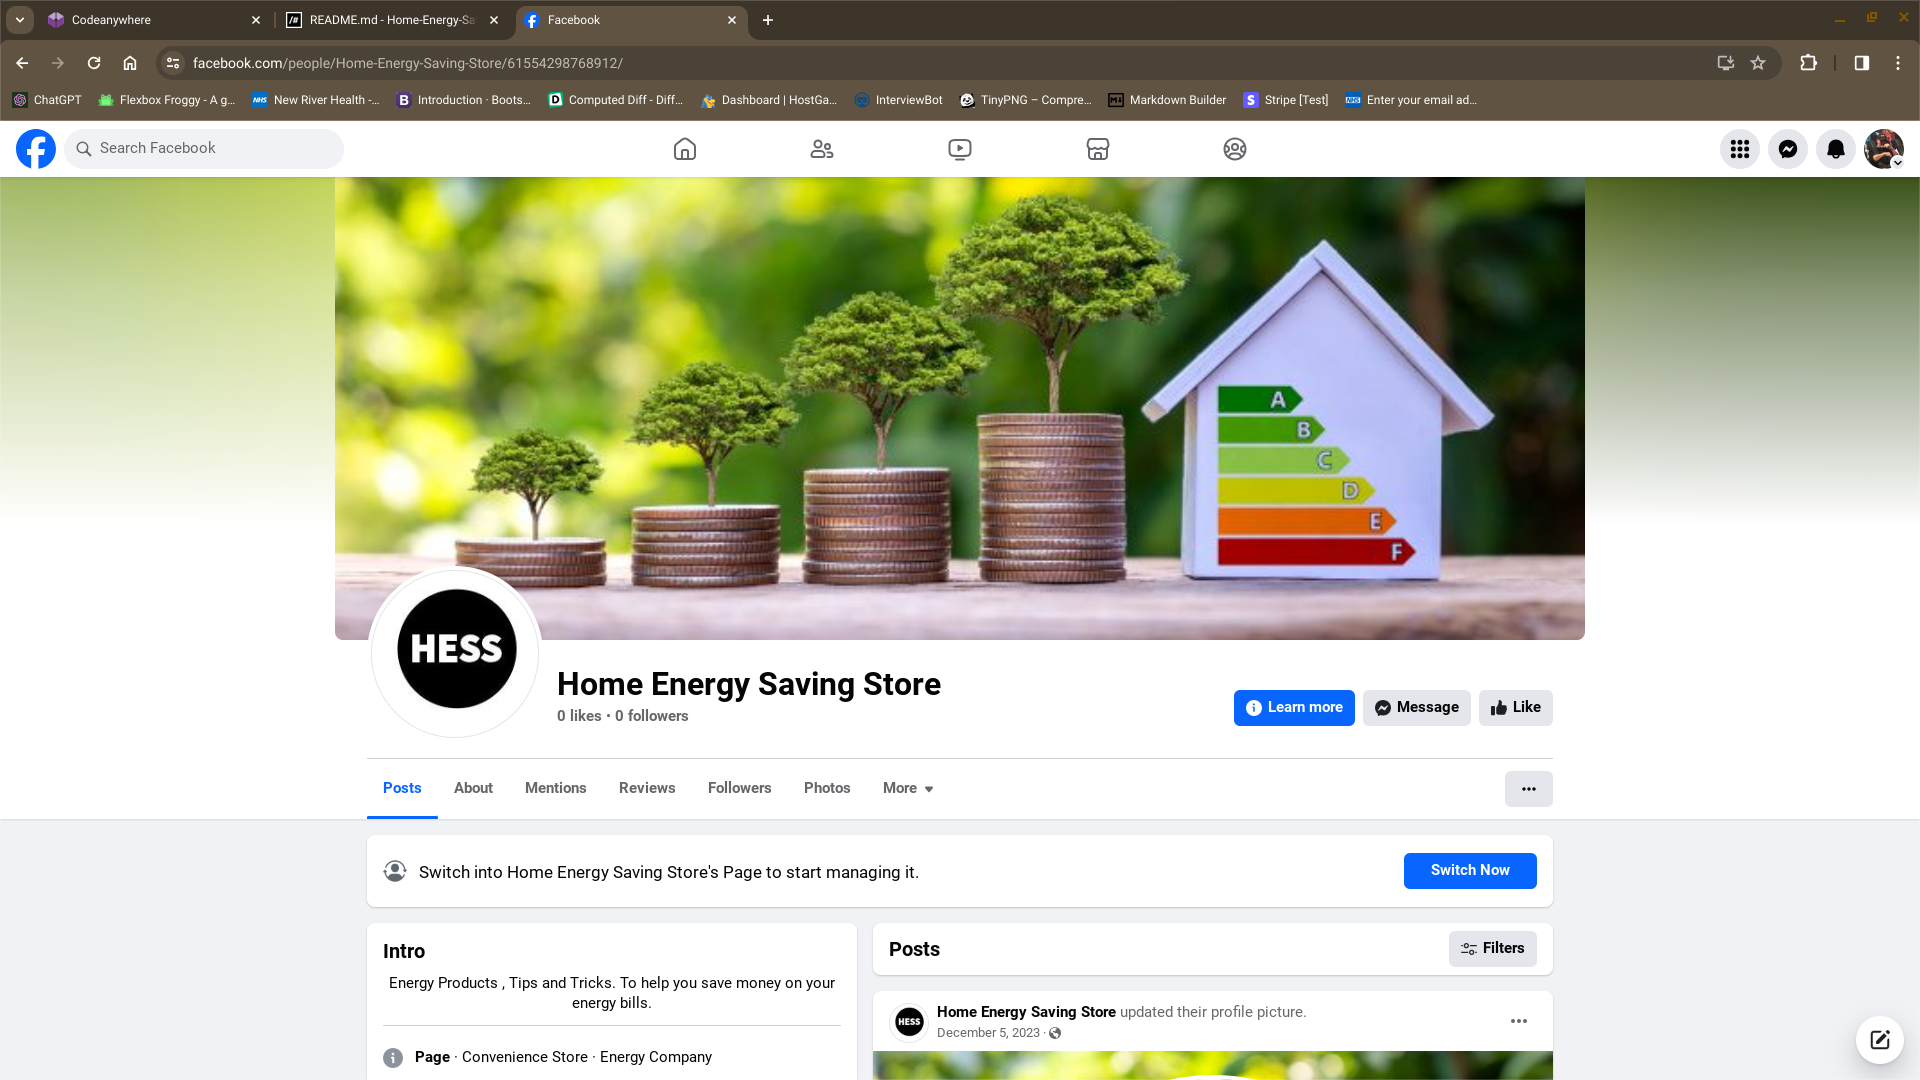 Codeanywhere
README.md - Home-Energy-Sa
Facebook
facebook.com/people/Home-Energy-Saving-Store/61554298768912/
ChatGPT
Flexbox Froggy - A g...
NHS
New River Health -...
B
Introduction · Boots...
D
Computed Diff - Diff...
Dashboard | HostGa...
InterviewBot
TinyPNG – Compre...
Markdown Builder
S
Stripe [Test]
NHS
Enter your email ad...
Search Facebook
A
B
C
D
E
F
HESS
Home Energy Saving Store
0 likes • 0 followers
Learn more
Message
Like
Posts
About
Mentions
Reviews
Followers
Photos
More
Switch into Home Energy Saving Store's Page to start managing it.
Switch Now
Intro
Energy Products , Tips and Tricks. To help you save money on your
energy bills.
Page · Convenience Store · Energy Company
Posts
Filters
HESS
Home Energy Saving Store updated their profile picture.
December 5, 2023 ·